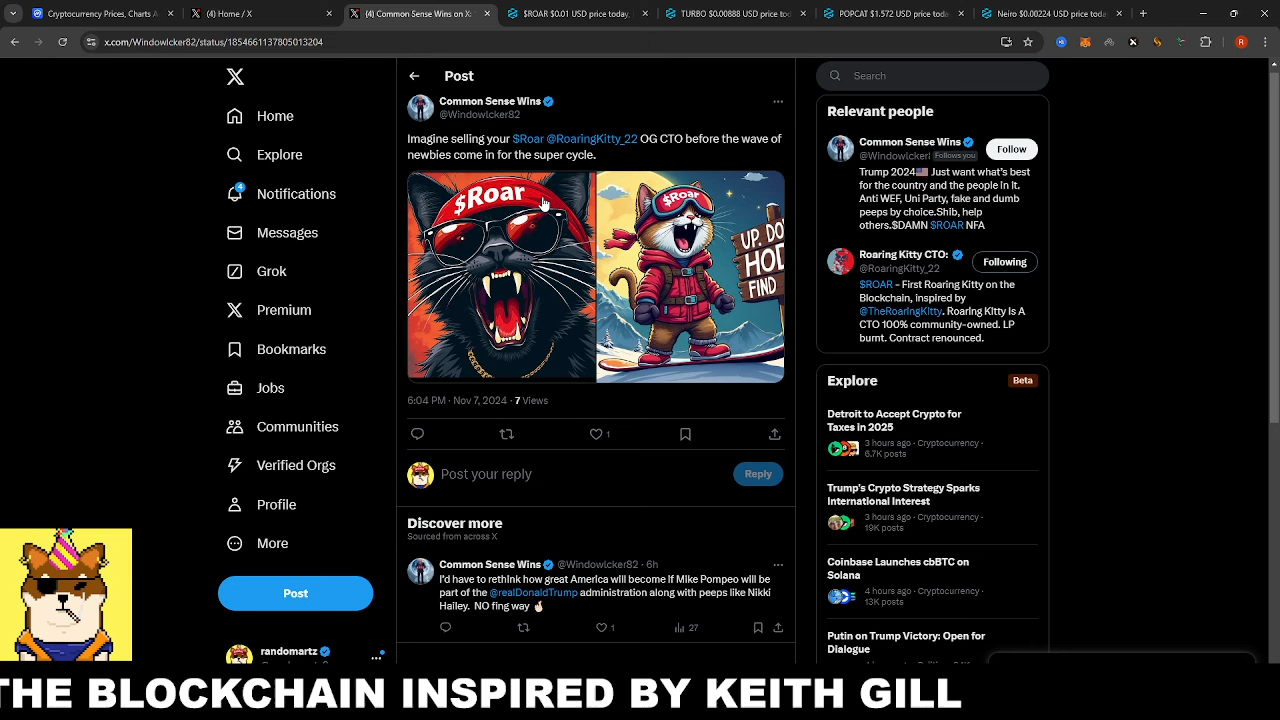 Cryptocurrency Prices, Charts A
(4) Home / X
(4) Common Sense Wins on X:
$ROAR $0.01 USD price today,
TURBO $0.00888 USD price tod
POPCAT $1.572 USD price toda
Neiro $0.00224 USD price today
x.com/Windowlcker82/status/1854661137805013204
Home
Explore
4
Notifications
Messages
Grok
Premium
Bookmarks
Jobs
Communities
Verified Orgs
Profile
More
Post
randomartz
Post
Common Sense Wins
@Windowlcker82
Imagine selling your $Roar @RoaringKitty_22 OG CTO before the wave of
newbies come in for the super cycle.
$Roar
$Roar
UP. DO
HOD
FIND
6:04 PM · Nov 7, 2024 · 7 Views
1
Post your reply
Reply
Discover more
Sourced from across X
Common Sense Wins @Windowlcker82 · 6h
I'd have to rethink how great America will become if Mike Pompeo will be
part of the @realDonaldTrump administration along with peeps like Nikki
Hailey. NO fing way
1
27
Search
Relevant people
Common Sense Wins
@Windowlcker Follows you
Follow
Trump 2024 Just want what's best
for the country and the people in it.
Anti WEF, Uni Party, fake and dumb
peeps by choice.Shib, help
others.$DAMN $ROAR NFA
Roaring Kitty CTO:
@RoaringKitty_22
Following
$ROAR - First Roaring Kitty on the
Blockchain, inspired by
@TheRoaringKitty. Roaring Kitty Is A
CTO 100% community-owned. LP
burnt. Contract renounced.
Explore
Beta
Detroit to Accept Crypto for
Taxes in 2025
3 hours ago · Cryptocurrency ·
6.7K posts
Trump's Crypto Strategy Sparks
International Interest
3 hours ago · Cryptocurrency ·
19K posts
Coinbase Launches cbBTC on
Solana
4 hours ago · Cryptocurrency ·
13K posts
Putin on Trump Victory: Open for
Dialogue
THE BLOCKCHAIN INSPIRED BY KEITH GILL